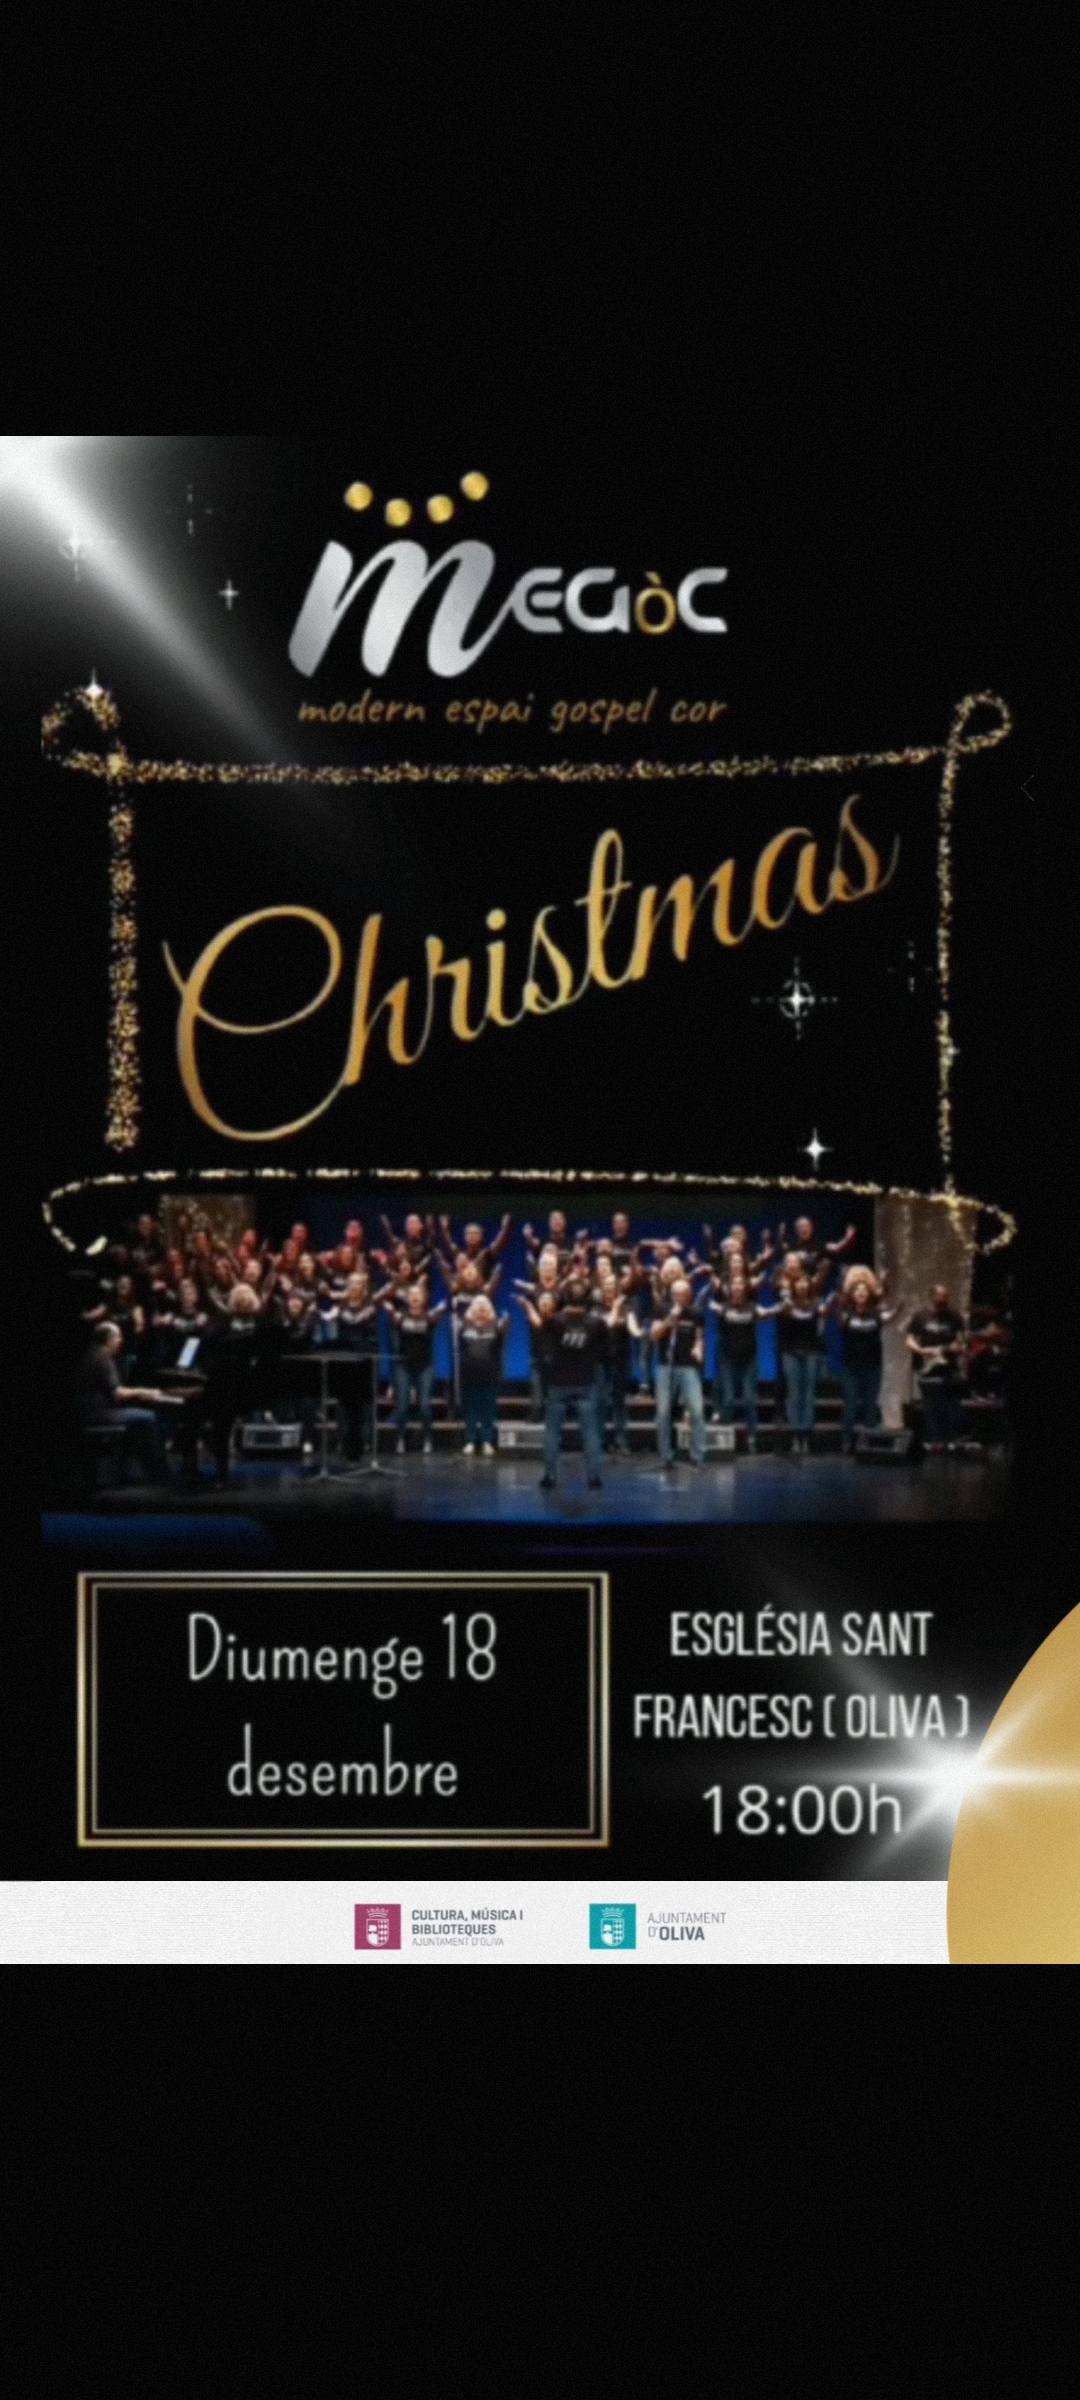 MEGòC
modern espai gospel cor
Christmas
Diumenge 18
desembre
ESGLÉSIA SANT
FRANCESC ( OLIVA )
18:00h
CULTURA, MÚSICA I
BIBLIOTEQUES
AJUNTAMENT D'OLIVA
AJUNTAMENT
D'OLIVA